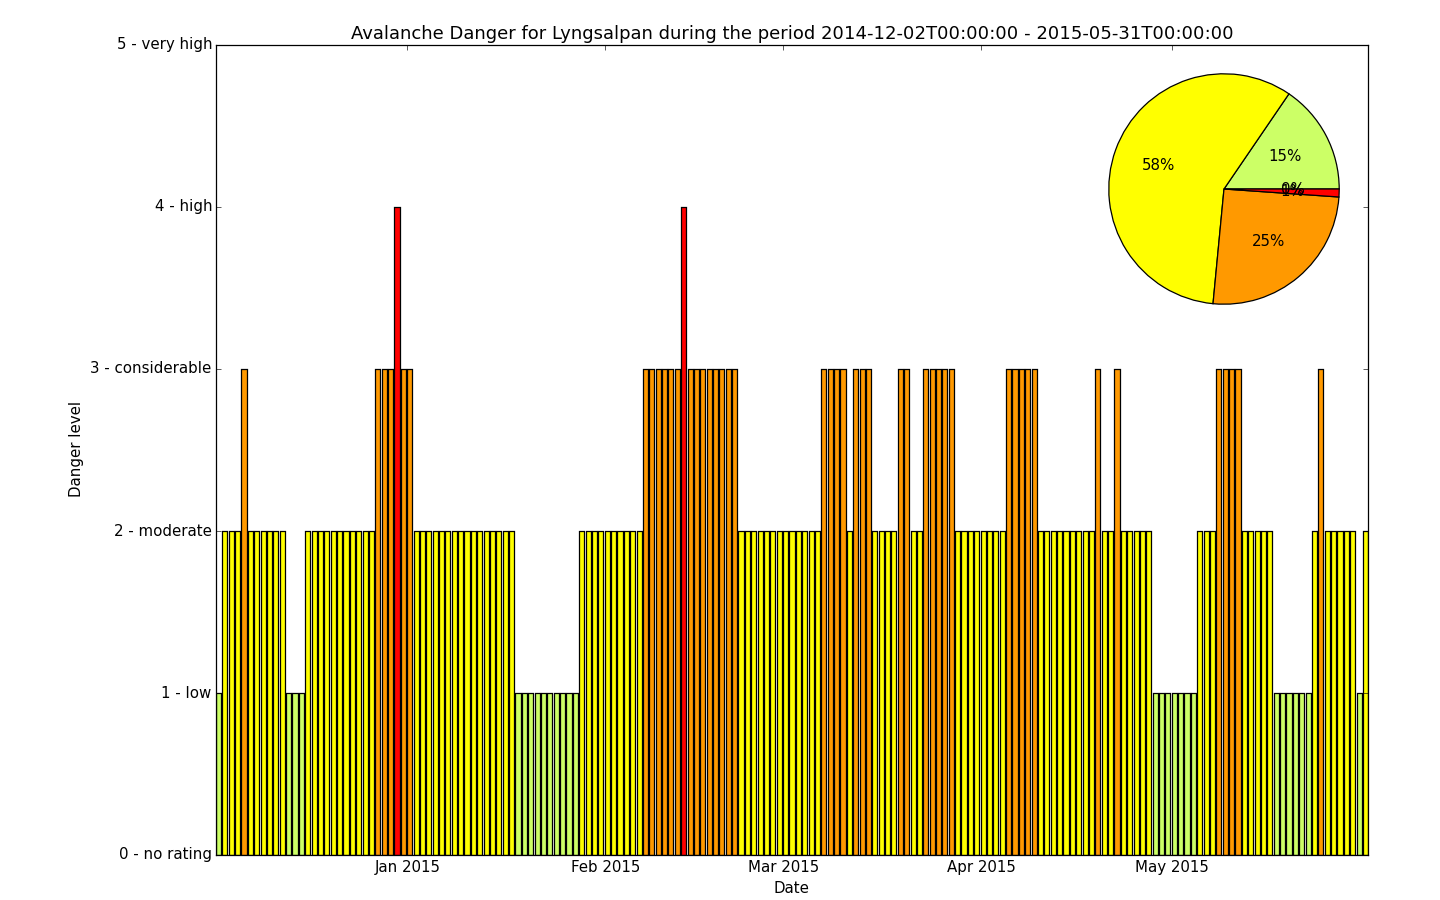 Avalanche Danger for Lyngsalpan during the period 2014-12-02T00:00:00 - 2015-05-31T00:00:00
5 - very high
4 - high
3 - considerable
2 - moderate
1 - low
0 - no rating
Danger level
15%
58%
0%
1%
25%
Jan 2015
Feb 2015
Mar 2015
Apr 2015
May 2015
Date